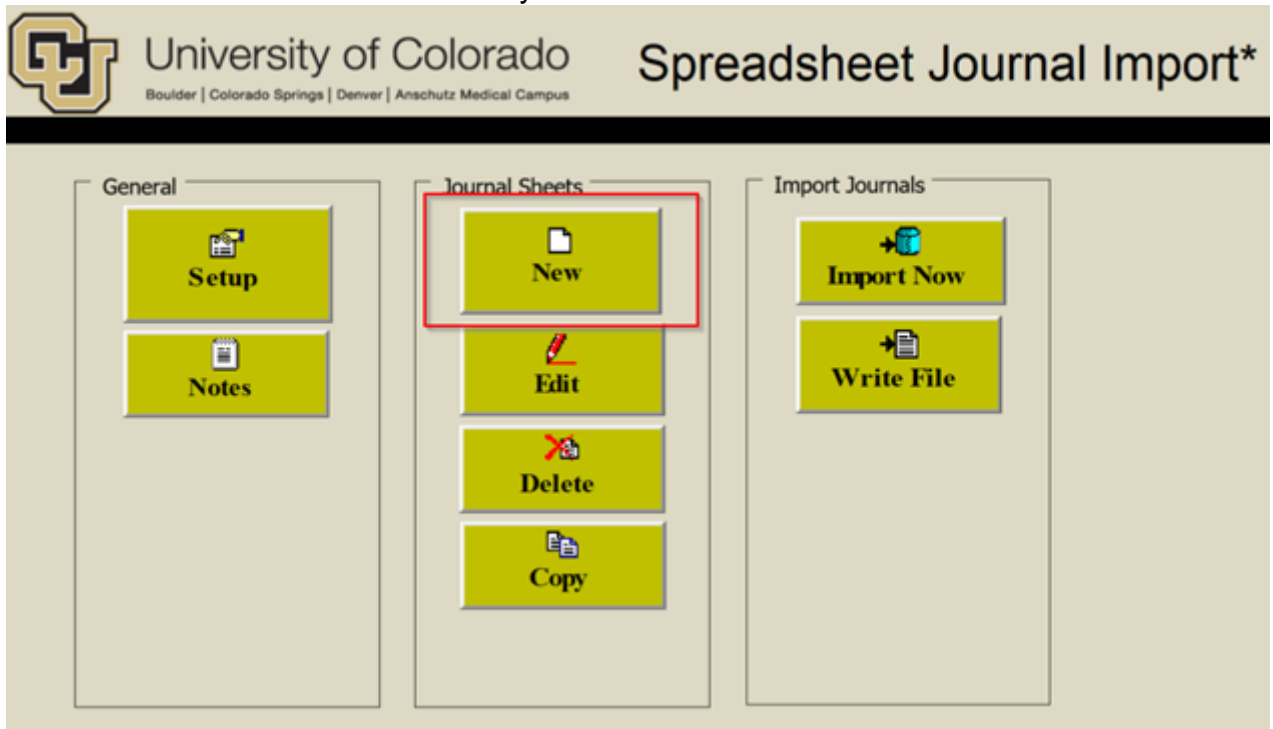 y
CU
University of Colorado
Boulder | Colorado Springs | Denver | Anschutz Medical Campus
Spreadsheet Journal Import*
General
Setup
Notes
Journal Sheets
New
Edit
Delete
Copy
Import Journals
Import Now
Write File